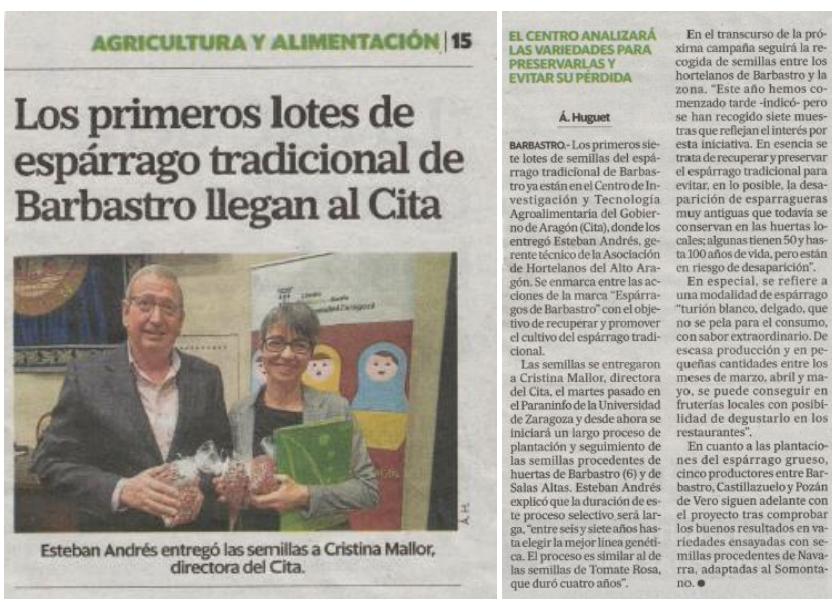 AGRICULTURA Y ALIMENTACIÓN | 15
Los primeros lotes de
espárrago tradicional de
Barbastro llegan al Cita
Zaragoza
Á. H.
Esteban Andrés entregó las semillas a Cristina Mallor,
directora del Cita.
EL CENTRO ANALIZARÁ
LAS VARIEDADES PARA
PRESERVARLAS Y
EVITAR SU PÉRDIDA
Á. Huguet
BARBASTRO.- Los primeros sie-
te lotes de semillas del espá-
rrago tradicional de Barbas-
tro ya están en el Centro de In-
vestigación y Tecnología
Agroalimentaria del Gobier-
no de Aragón (Cita), donde los
entregó Esteban Andrés, ge-
rente técnico de la Asociación
de Hortelanos del Alto Ara-
gón. Se enmarca entre las ac-
ciones de la marca "Espárra-
gos de Barbastro" con el obje-
tivo de recuperar y promover
el cultivo del espárrago tradi-
cional.
Las semillas se entregaron
a Cristina Mallor, directora
del Cita, el martes pasado en
el Paraninfo de la Universidad
de Zaragoza y desde ahora se
iniciará un largo proceso de
plantación y seguimiento de
las semillas procedentes de
huertas de Barbastro (6) y de
Salas Altas. Esteban Andrés
explicó que la duración de es-
te proceso selectivo será lar-
ga, "entre seis y siete años has-
ta elegir la mejor línea genéti-
ca. El proceso es similar al de
las semillas de Tomate Rosa,
que duró cuatro años".
En el transcurso de la pró-
xima campaña seguirá la re-
cogida de semillas entre los
hortelanos de Barbastro y la
zona. "Este año hemos co-
menzado tarde -indicó- pero
se han recogido siete mues-
tras que reflejan el interés por
esta iniciativa. En esencia se
trata de recuperar y preservar
el espárrago tradicional para
evitar, en lo posible, la desa-
parición de esparragueras
muy antiguas que todavía se
conservan en las huertas lo-
cales; algunas tienen 50 y has-
ta 100 años de vida, pero están
en riesgo de desaparición".
En especial, se refiere a
una modalidad de espárrago
"turión blanco, delgado, que
no se pela para el consumo,
con sabor extraordinario. De
escasa producción y en pe-
queñas cantidades entre los
meses de marzo, abril y ma-
yo, se puede conseguir en
fruterías locales con posibi-
lidad de degustarlo en los
restaurantes".
En cuanto a las plantacio-
nes del espárrago grueso,
cinco productores entre Bar-
bastro, Castillazuelo y Pozán
de Vero siguen adelante con
el proyecto tras comprobar
los buenos resultados en va-
riedades ensayadas con se-
millas procedentes de Nava-
rra, adaptadas al Somonta-
no. ●